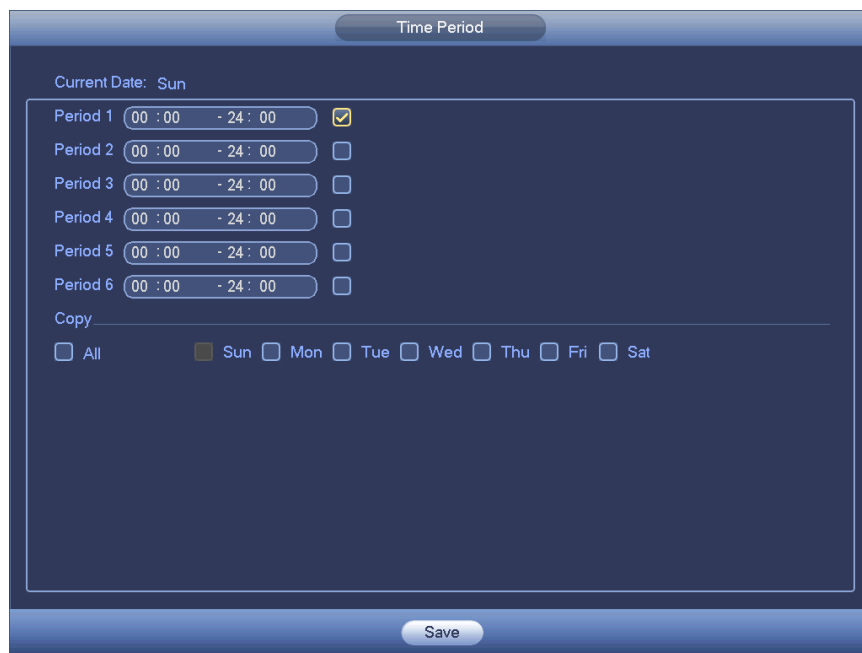 Time Period
Current Date: Sun
Period 1 00 :00 - 24 : 00
Period 2 00 :00 - 24 : 00
Period 3 00 :00 - 24 : 00
Period 4 00 :00 - 24 : 00
Period 5 00 :00 - 24 : 00
Period 6 00 :00 - 24 : 00
Copy
All Sun Mon Tue Wed Thu Fri Sat
Save